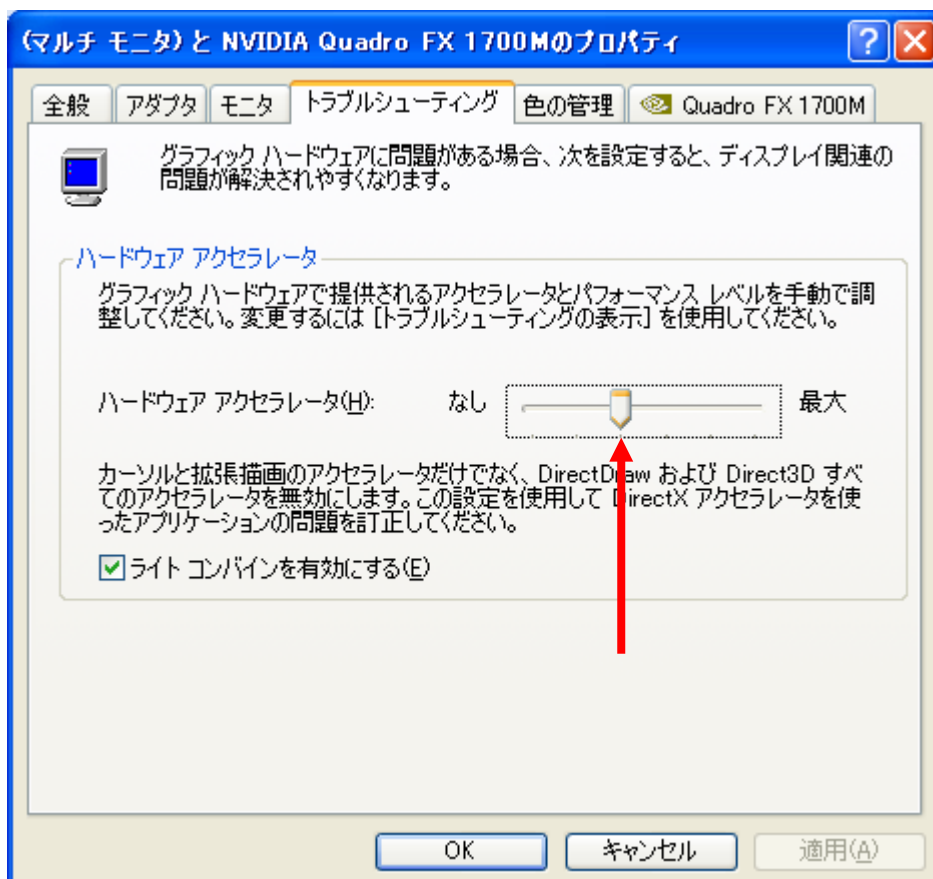 (マルチ モニタ) と NVIDIA Quadro FX 1700Mのプロパティ
全般 アダプタ モニタ トラブルシューティング 色の管理 Quadro FX 1700M
グラフィック ハードウェアに問題がある場合、次を設定すると、ディスプレイ関連の
問題が解決されやすくなります。
ハードウェア アクセラレータ
グラフィック ハードウェアで提供されるアクセラレータとパフォーマンス レベルを手動で調
整してください。変更するには [トラブルシューティングの表示] を使用してください。
ハードウェア アクセラレータ(H): なし 最大
カーソルと拡張描画のアクセラレータだけでなく、DirectDraw および Direct3D すべ
てのアクセラレータを無効にします。この設定を使用して DirectX アクセラレータを使
ったアプリケーションの問題を訂正してください。
ライト コンバインを有効にする(E)
OK キャンセル 適用(A)